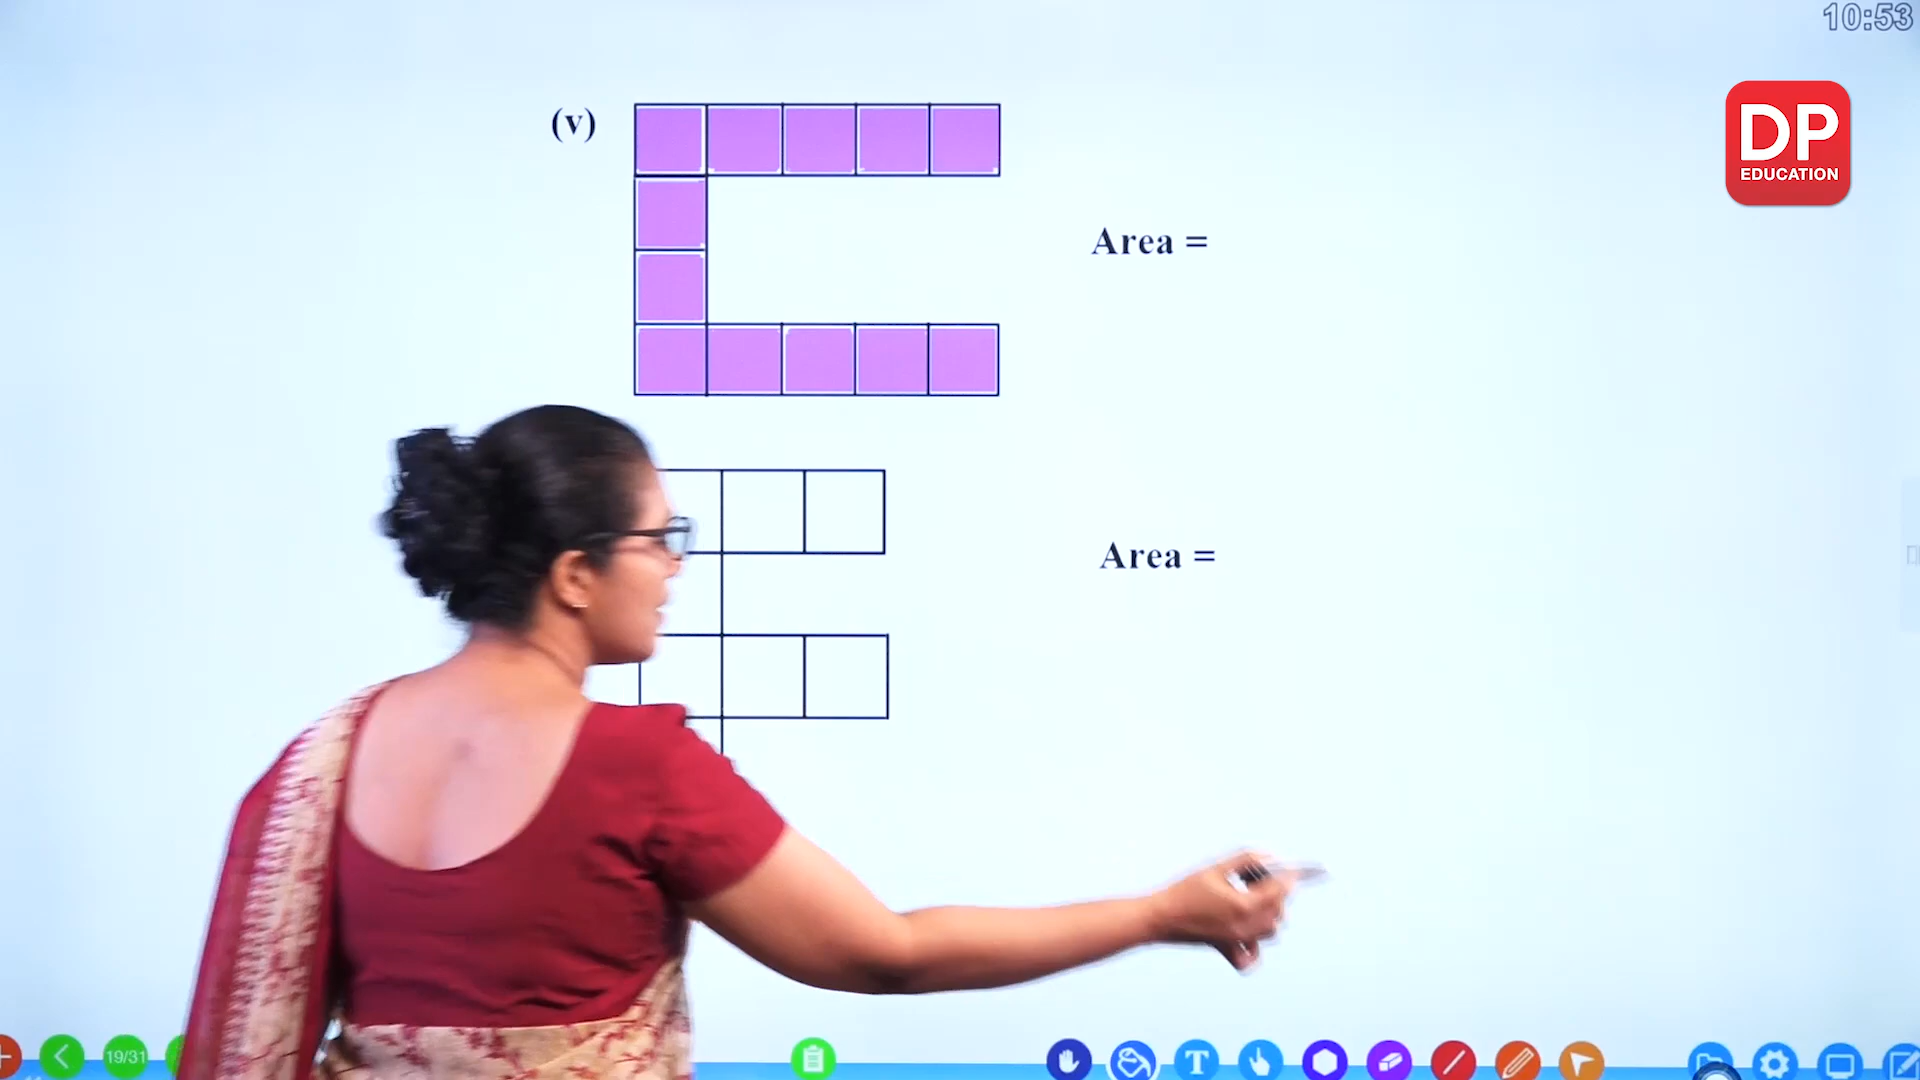 10:53
(v)
DP
EDUCATION
Area =
Area =
19/31
T